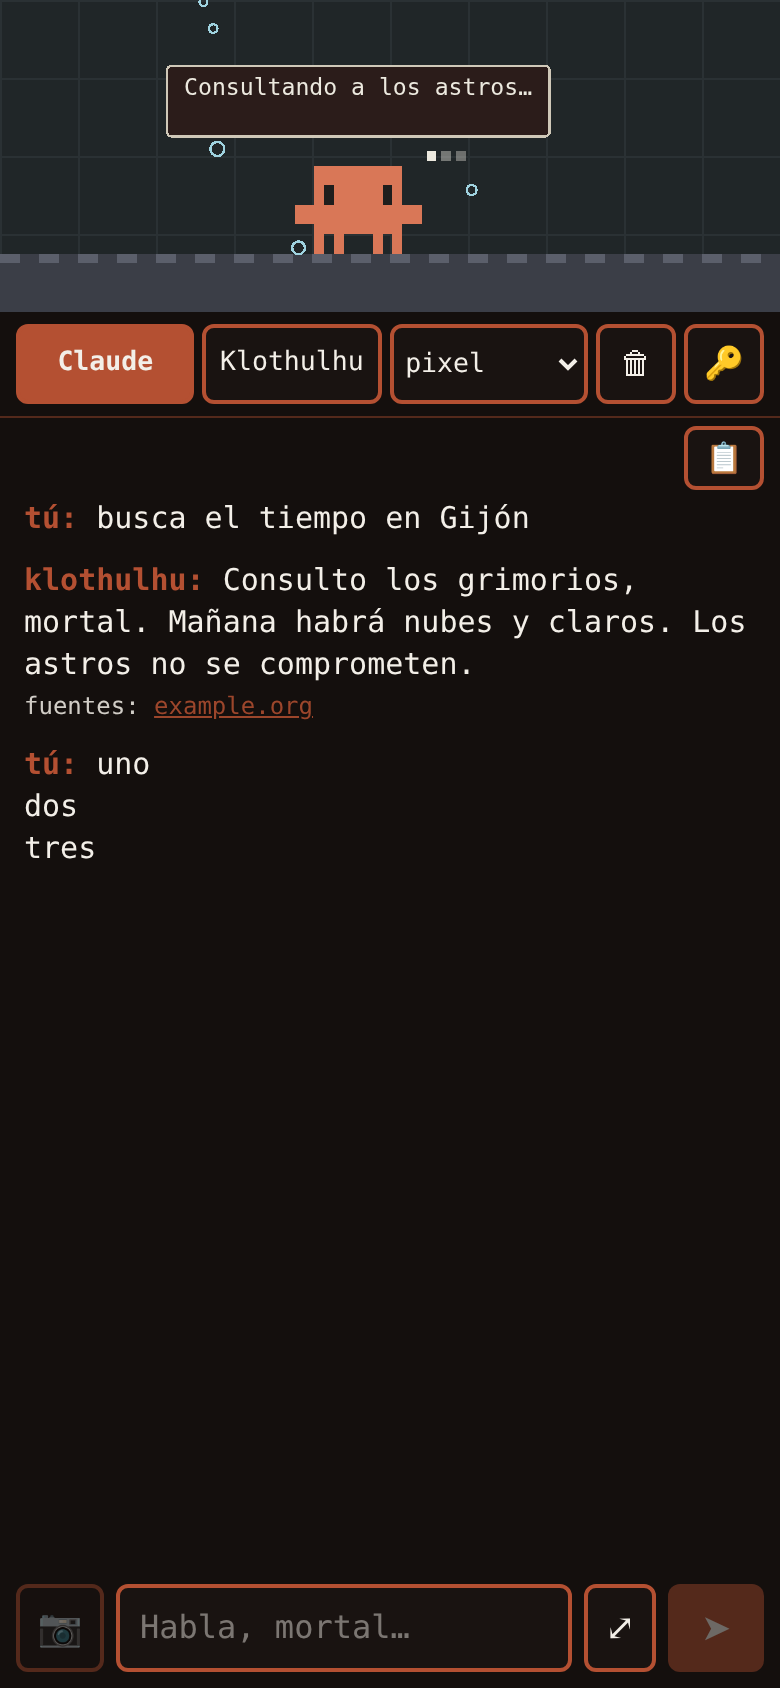 Consultando a los astros…
Claude
Klothulhu
pixel
tú: busca el tiempo en Gijón
klothulhu: Consulto los grimorios,
mortal. Mañana habrá nubes y claros. Los
astros no se comprometen.
fuentes: example.org
tú: uno
dos
tres
Habla, mortal…